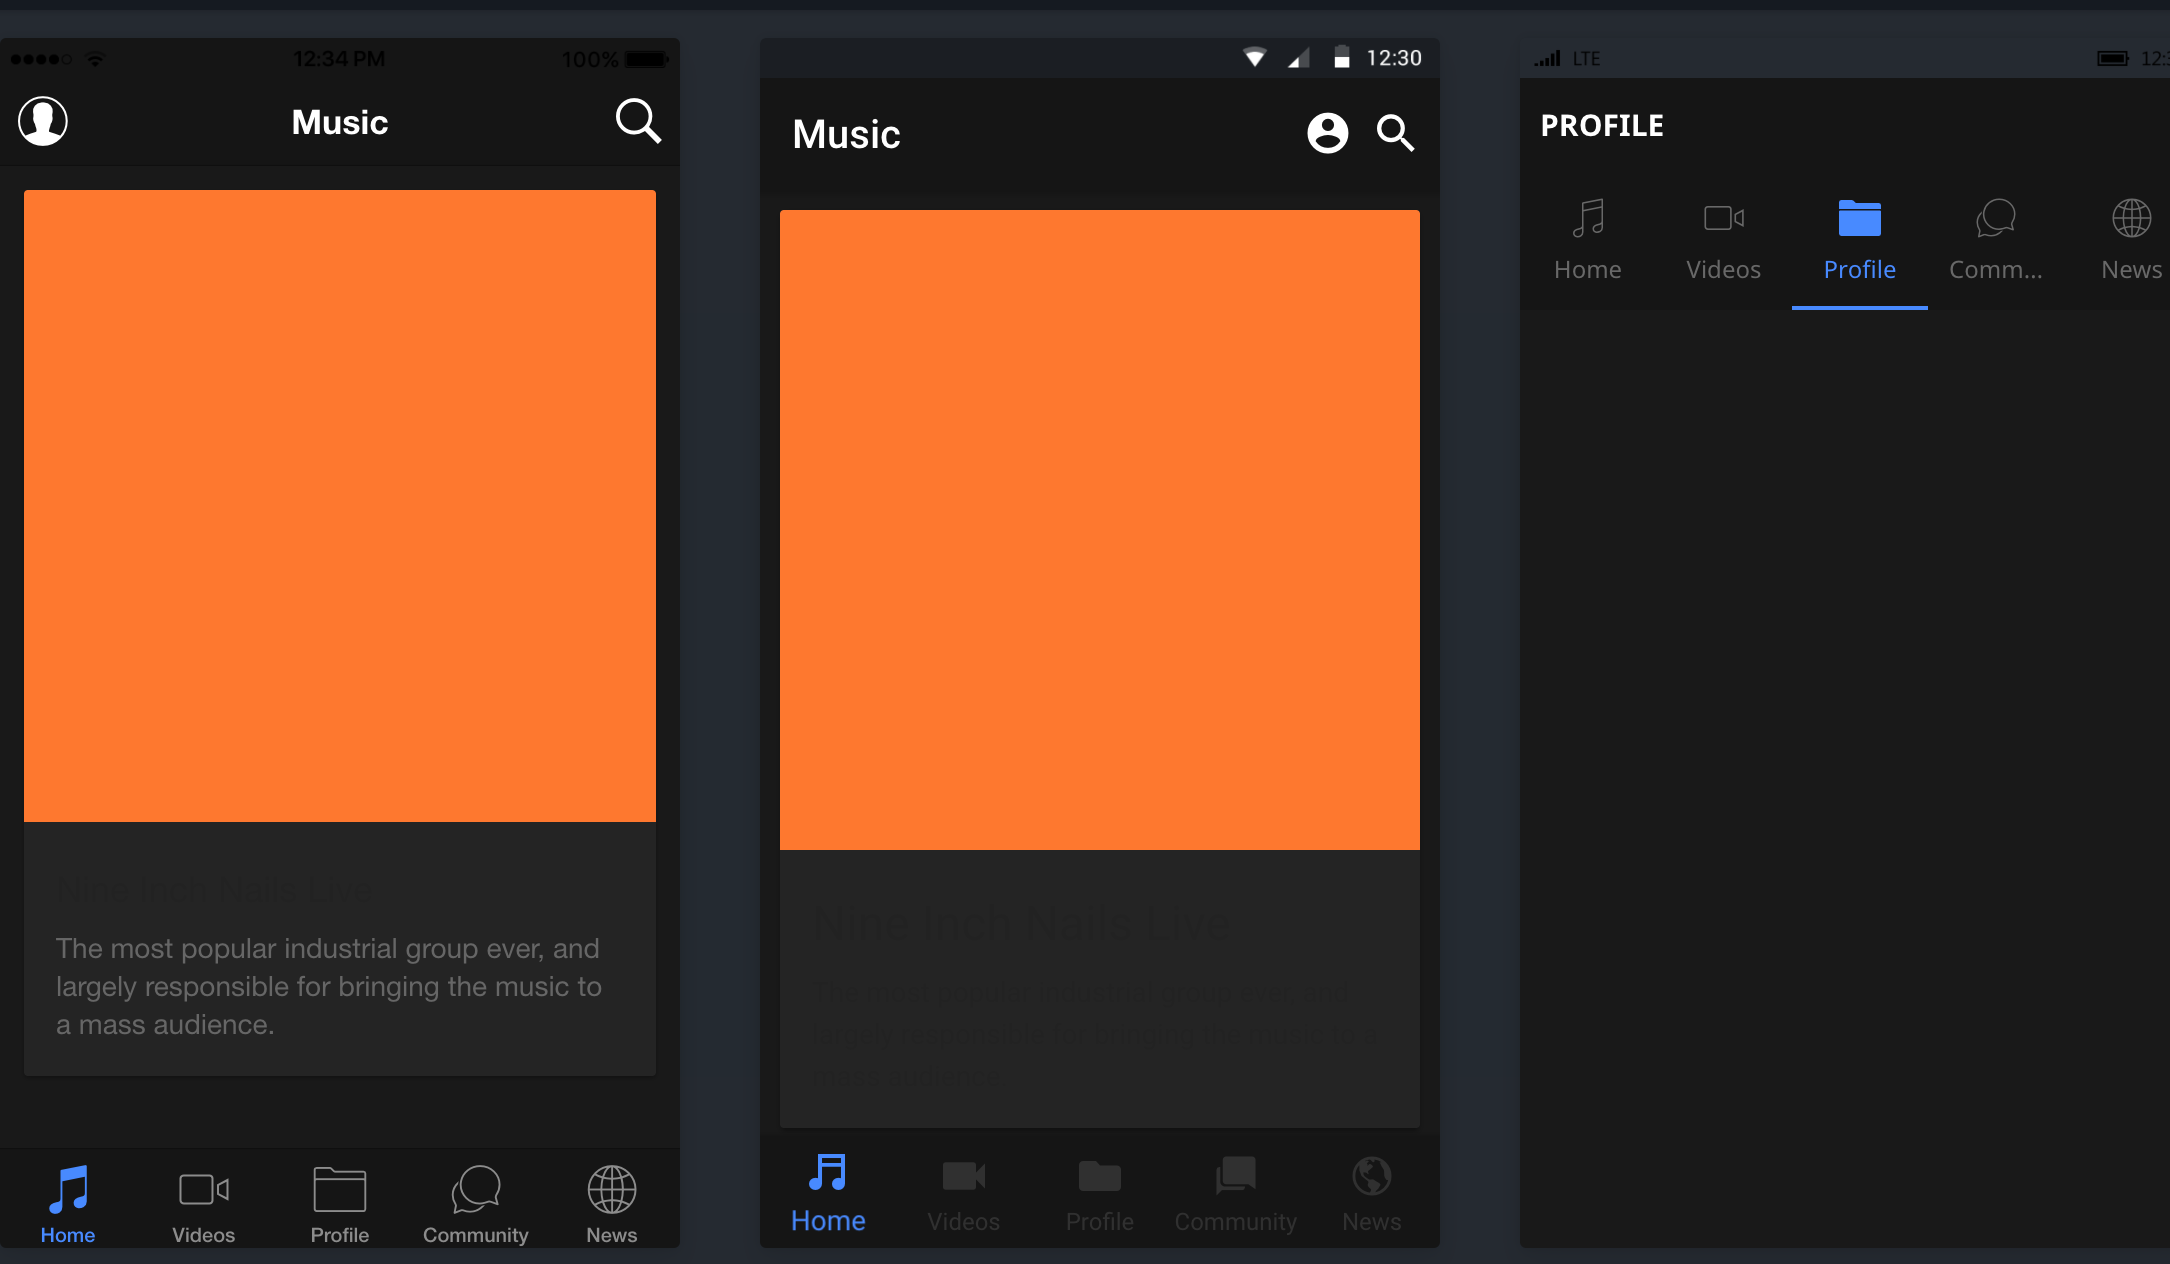 12:34 PM
100%
Music
Nine Inch Nails Live
The most popular industrial group ever, and
largely responsible for bringing the music to
a mass audience.
Home
Videos
Profile
Community
News
12:30
Music
Nine Inch Nails Live
The most popular industrial group ever, and
largely responsible for bringing the music to a
mass audience.
Home
Videos
Profile
Community
News
LTE
PROFILE
Home
Videos
Profile
Comm...
News